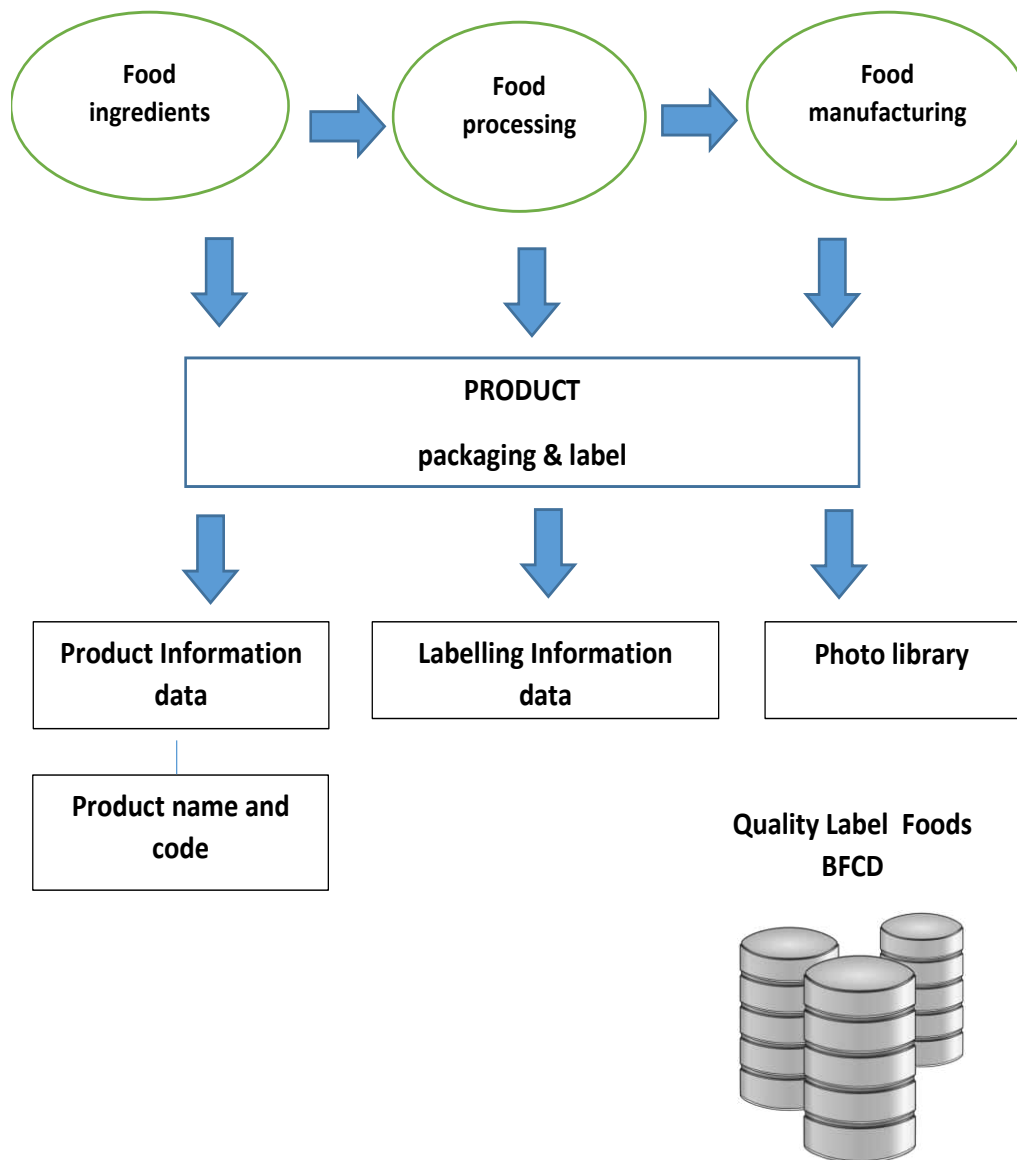 Food
ingredients
Food
processing
Food
manufacturing
PRODUCT
packaging & label
Product Information
data
Labelling Information
data
Photo library
Product name and
code
Quality Label  Foods
BFCD